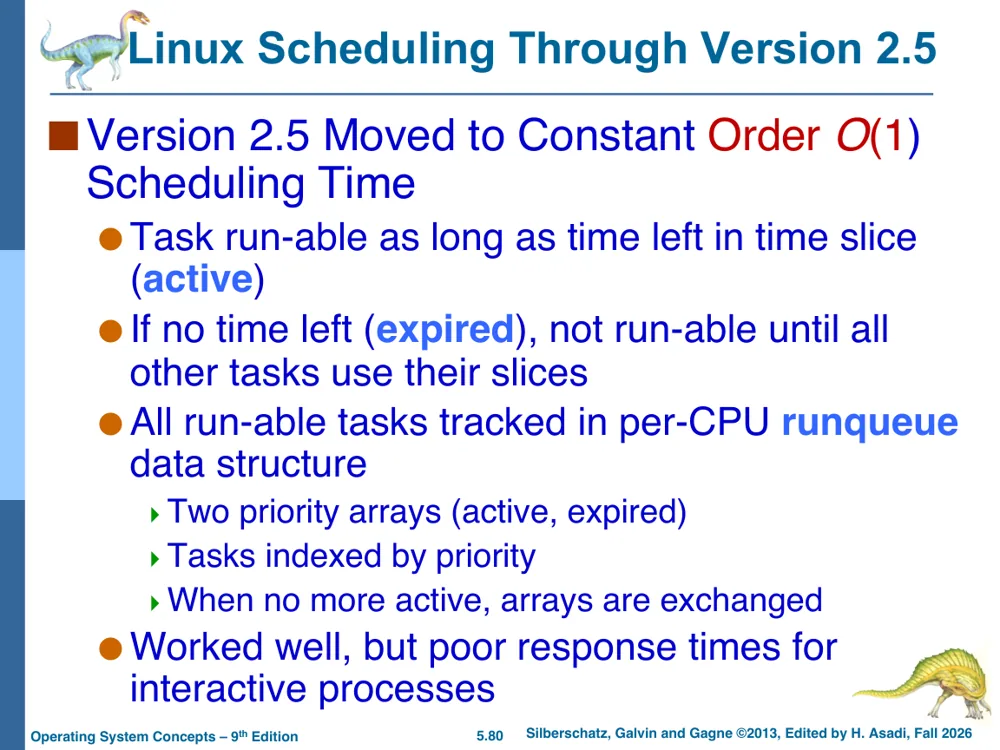 Linux Scheduling Through Version 2.5
Version 2.5 Moved to Constant Order O(1)
Scheduling Time
Task run-able as long as time left in time slice
(active)
If no time left (expired), not run-able until all
other tasks use their slices
All run-able tasks tracked in per-CPU runqueue
data structure
Two priority arrays (active, expired)
Tasks indexed by priority
When no more active, arrays are exchanged
Worked well, but poor response times for
interactive processes
Operating System Concepts – 9th Edition
5.80
Silberschatz, Galvin and Gagne ©2013, Edited by H. Asadi, Fall 2026